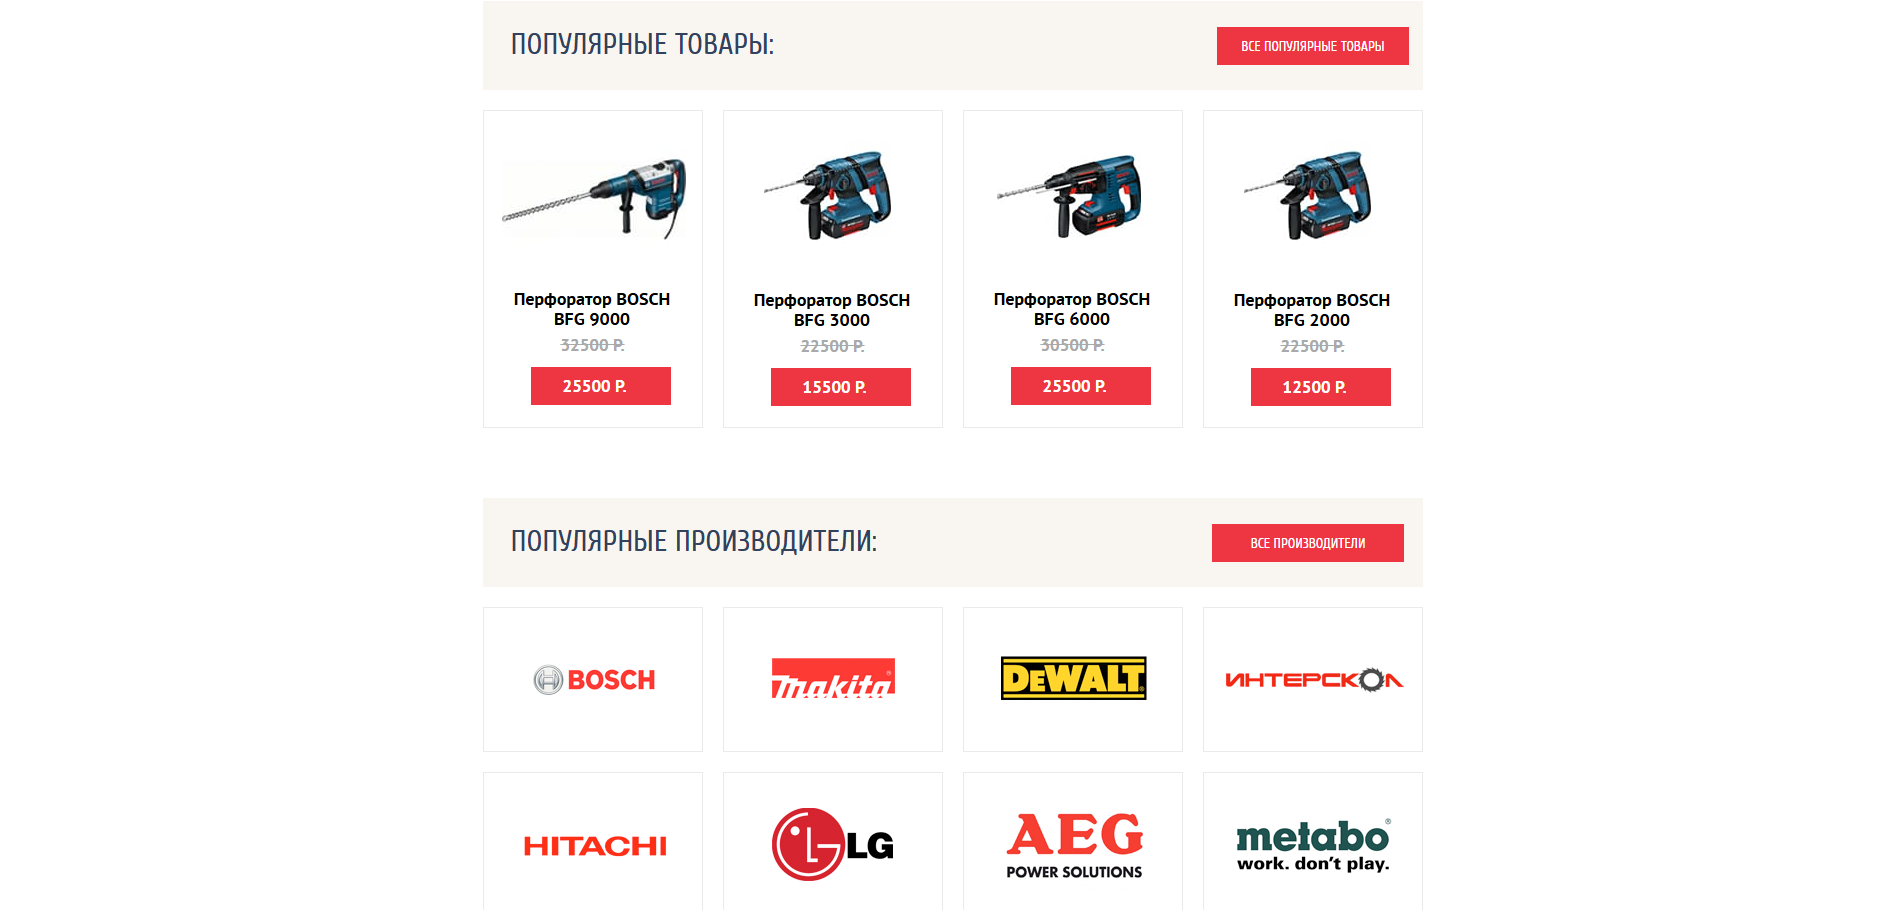 ПОПУЛЯРНЫЕ ТОВАРЫ:
ВСЕ ПОПУЛЯРНЫЕ ТОВАРЫ
Перфоратор BOSCH
BFG 9000
32500 Р.
25500 Р.
Перфоратор BOSCH
BFG 3000
22500 Р.
15500 Р.
Перфоратор BOSCH
BFG 6000
30500 Р.
25500 Р.
Перфоратор BOSCH
BFG 2000
22500 Р.
12500 Р.
ПОПУЛЯРНЫЕ ПРОИЗВОДИТЕЛИ:
ВСЕ ПРОИЗВОДИТЕЛИ
BOSCH
makita®
DEWALT®
ИНТЕРСКОЛ
HITACHI
LG
AEG
POWER SOLUTIONS
metabo®
work. don't play.